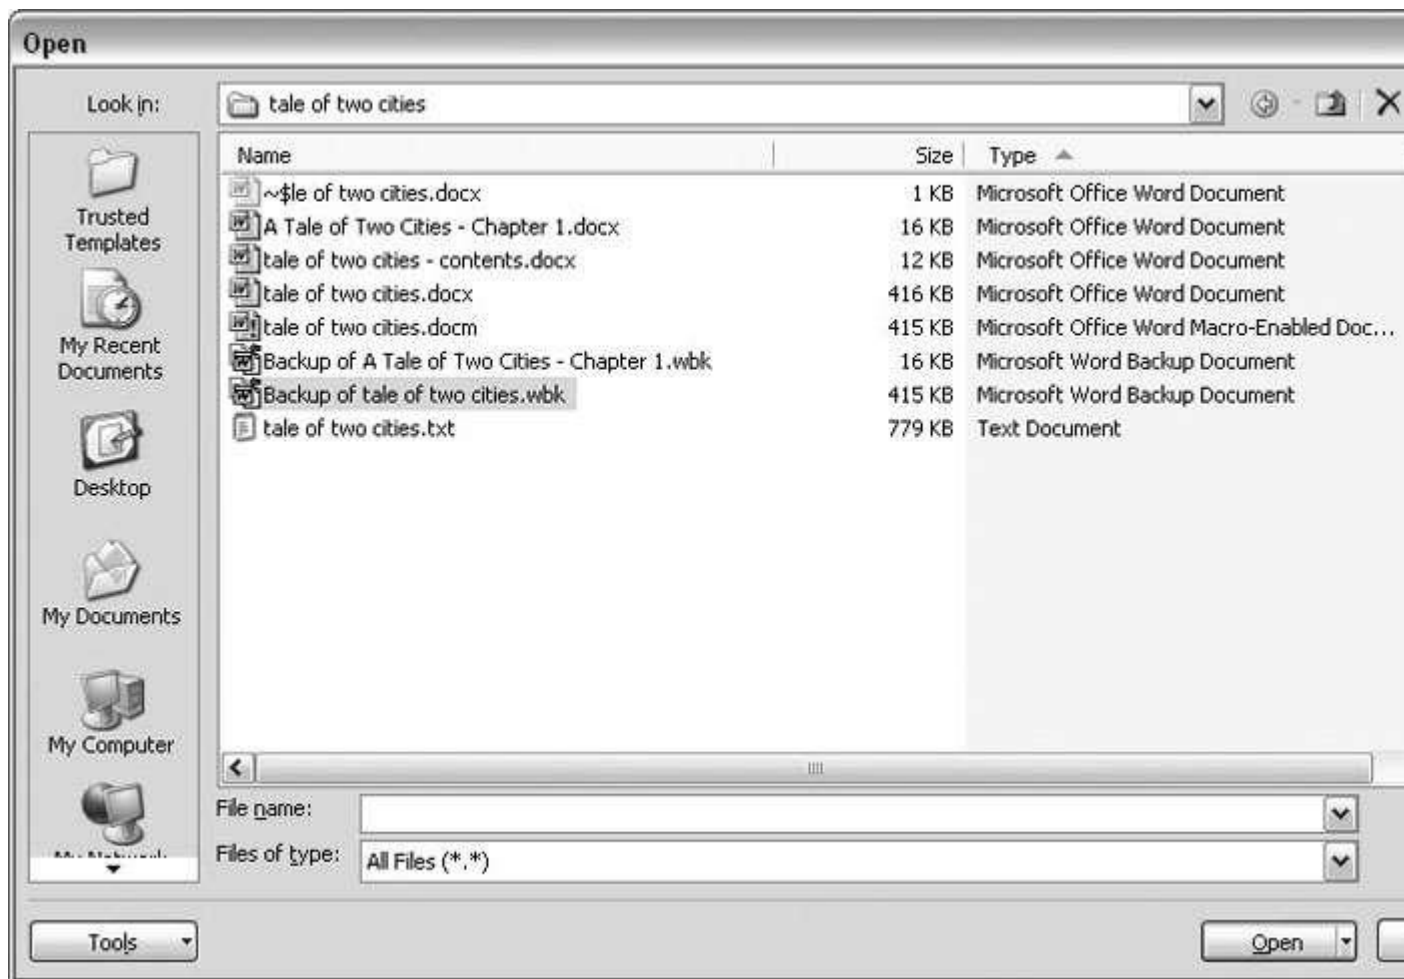 Open
Look in:
tale of two cities
Name Size Type
~$le of two cities.docx 1 KB Microsoft Office Word Document
A Tale of Two Cities - Chapter 1.docx 16 KB Microsoft Office Word Document
tale of two cities - contents.docx 12 KB Microsoft Office Word Document
tale of two cities.docx 416 KB Microsoft Office Word Document
tale of two cities.docm 415 KB Microsoft Office Word Macro-Enabled Doc...
Backup of A Tale of Two Cities - Chapter 1.wbk 16 KB Microsoft Word Backup Document
Backup of tale of two cities.wbk 415 KB Microsoft Word Backup Document
tale of two cities.txt 779 KB Text Document
Trusted
Templates
My Recent
Documents
Desktop
My Documents
My Computer
File name:
Files of type: All Files (*.*)
Tools
Open